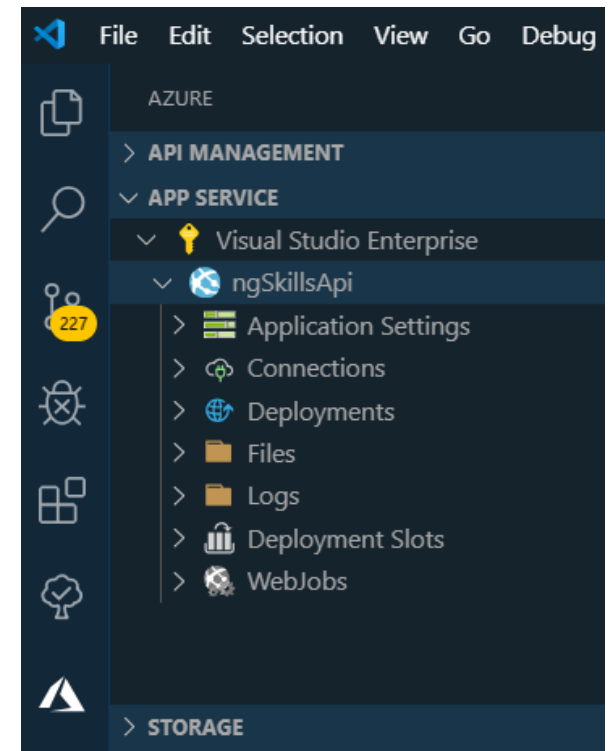 File Edit Selection View Go Debug
AZURE
API MANAGEMENT
APP SERVICE
Visual Studio Enterprise
ngSkillsApi
Application Settings
227
Connections
Deployments
Files
Logs
Deployment Slots
WebJobs
STORAGE